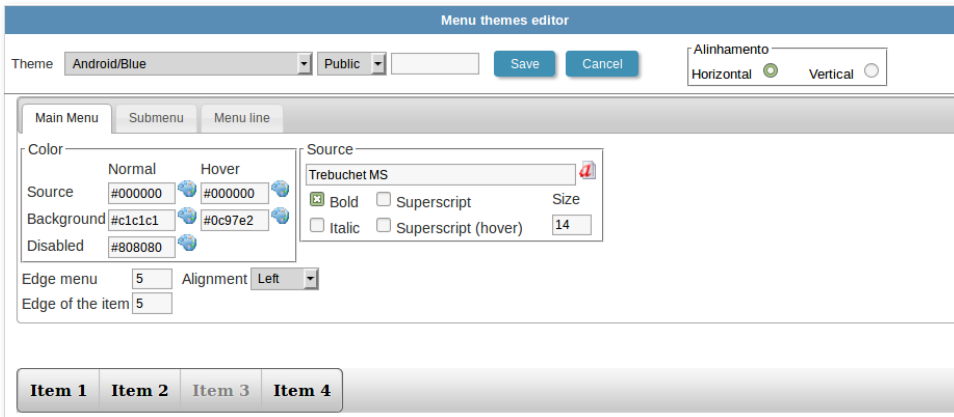 Menu themes editor
Theme Android/Blue Public Save Cancel
Alinhamento
Horizontal Vertical
Main Menu Submenu Menu line
Color
Normal Hover
Source #000000 #000000
Background #c1c1c1 #0c97e2
Disabled #808080
Source
Trebuchet MS a
Bold Superscript Size
Italic Superscript (hover) 14
Edge menu 5 Alignment Left
Edge of the item 5
Item 1 Item 2 Item 3 Item 4